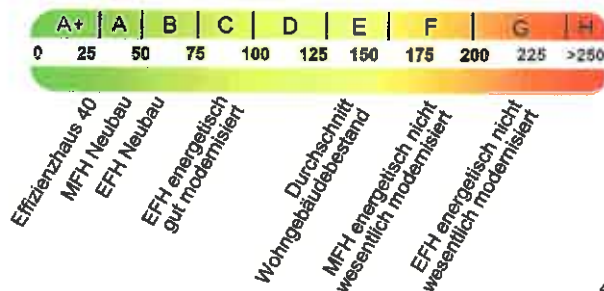 A+ A B C D E F G H
0 25 50 75 100 125 150 175 200 225 >250
Effizienzhaus 40
MFH Neubau
EFH Neubau
EFH energetisch
gut modernisiert
Durchschnitt
Wohngebäudebestand
MFH energetisch nicht
wesentlich modernisiert
EFH energetisch nicht
wesentlich modernisiert